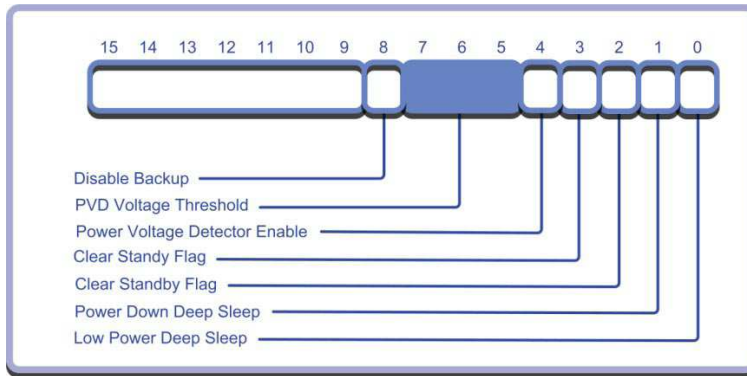 15 14 13 12 11 10 9 8 7 6 5 4 3 2 1 0
Disable Backup
PVD Voltage Threshold
Power Voltage Detector Enable
Clear Standy Flag
Clear Standby Flag
Power Down Deep Sleep
Low Power Deep Sleep